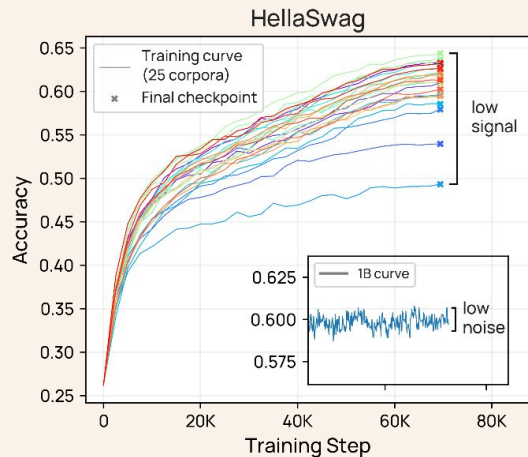 HellaSwag
Accuracy
0.65
0.60
0.55
0.50
0.45
0.40
0.35
0.30
0.25
Training curve
(25 corpora)
Final checkpoint
low
signal
1B curve
0.625
0.600
0.575
low
noise
0
20K
40K
60K
80K
Training Step